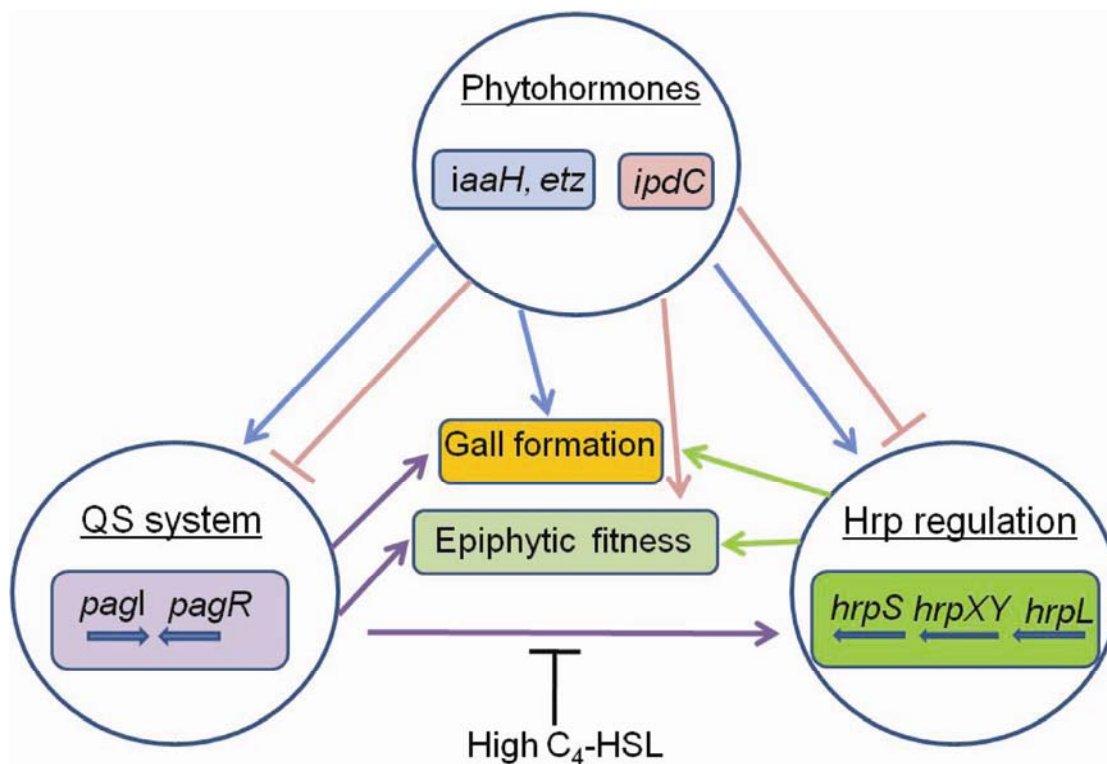 Phytohormones
iaaH, etz
ipdC
Gall formation
Epiphytic fitness
QS system
pagI pagR
Hrp regulation
hrpS hrpXY hrpL
High C₄-HSL